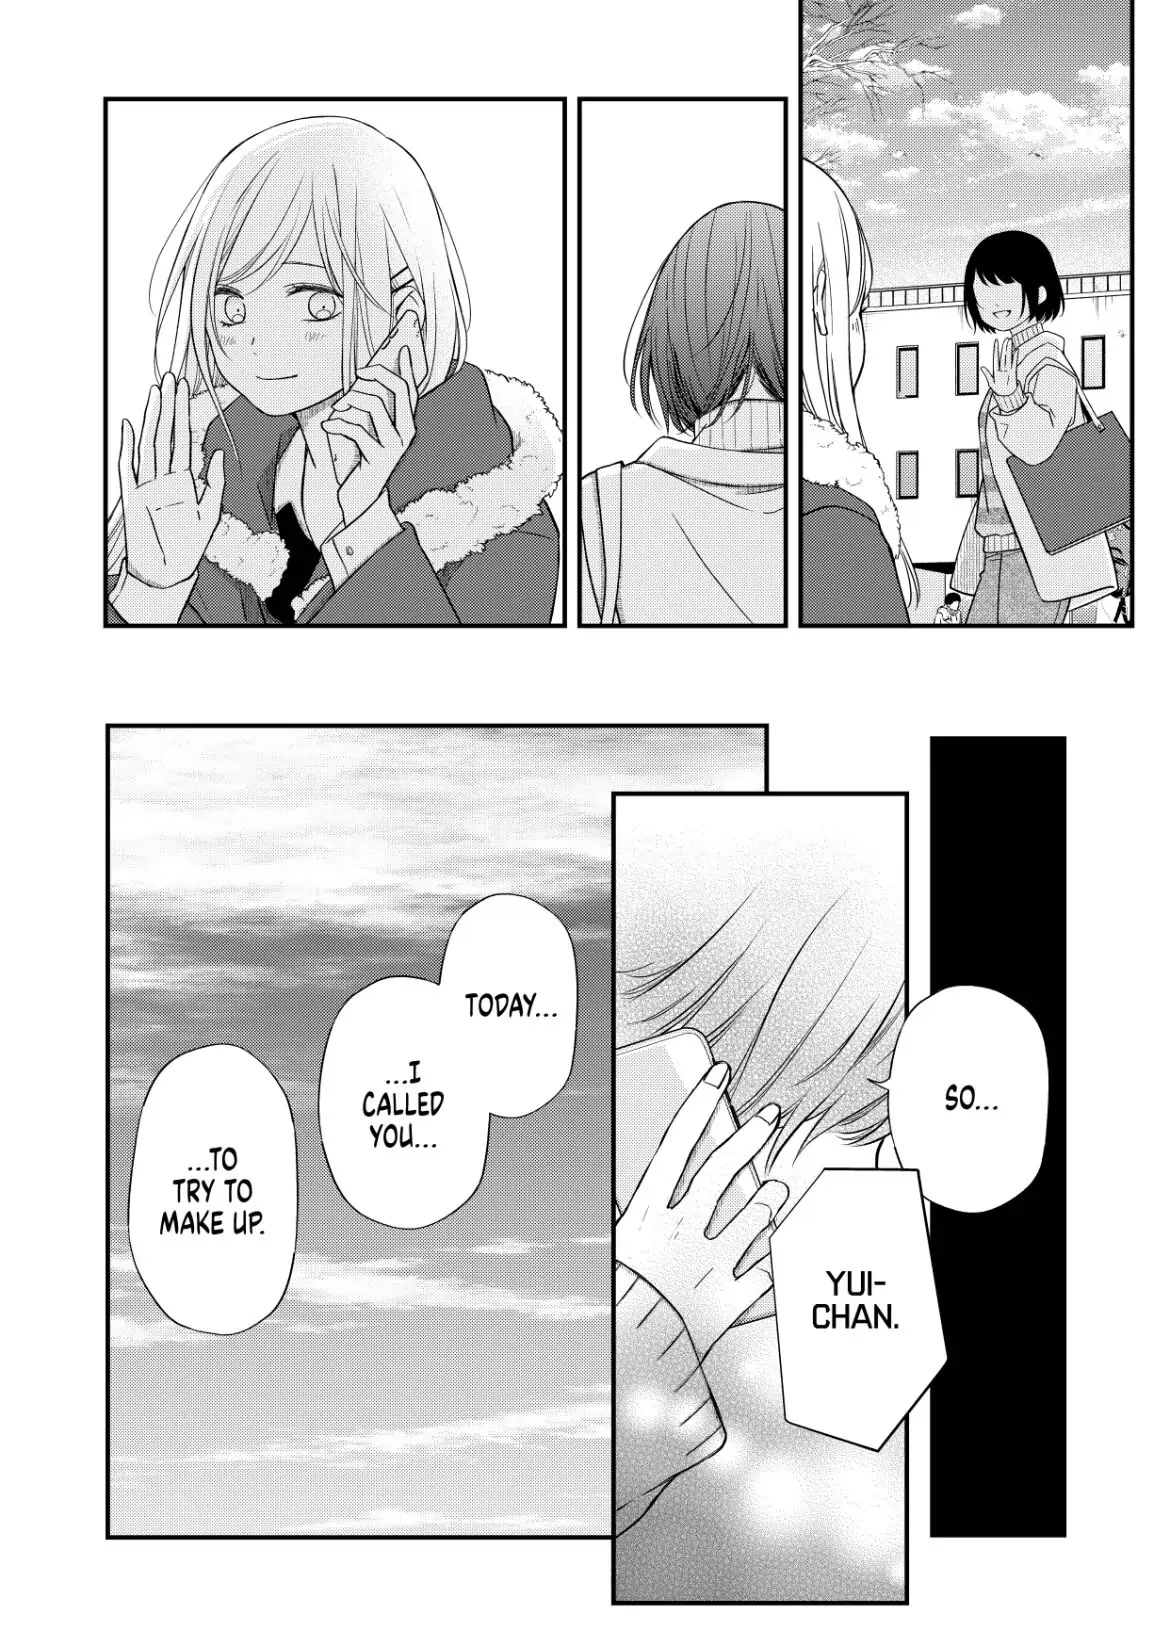 SO...
YUI-
CHAN.
TODAY...
...I
CALLED
YOU...
...TO
TRY TO
MAKE UP.